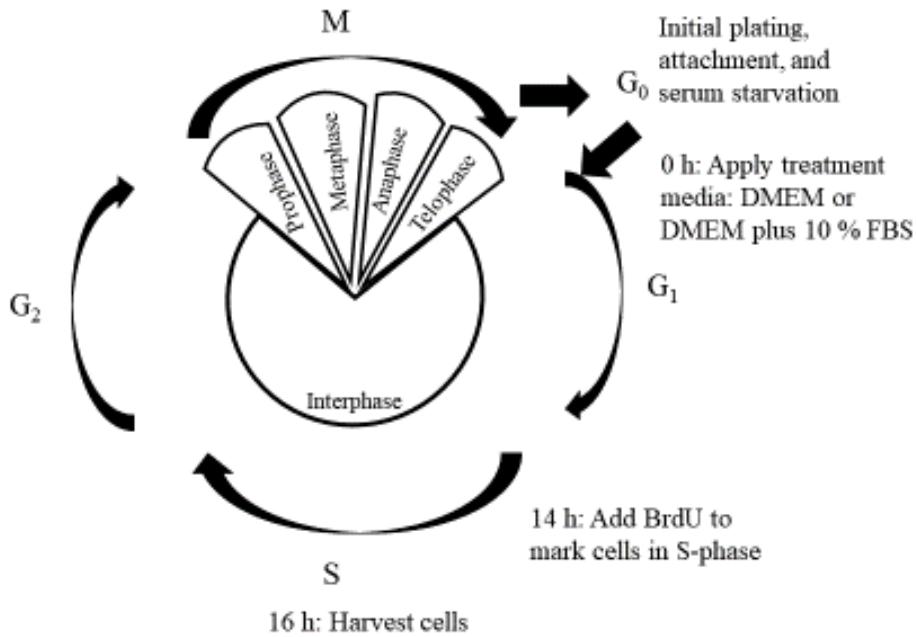 M
Initial plating,
attachment, and
serum starvation
G₀
Prophase
Metaphase
Anaphase
Telophase
0 h: Apply treatment
media: DMEM or
DMEM plus 10 % FBS
G₁
G₂
Interphase
14 h: Add BrdU to
mark cells in S-phase
S
16 h: Harvest cells